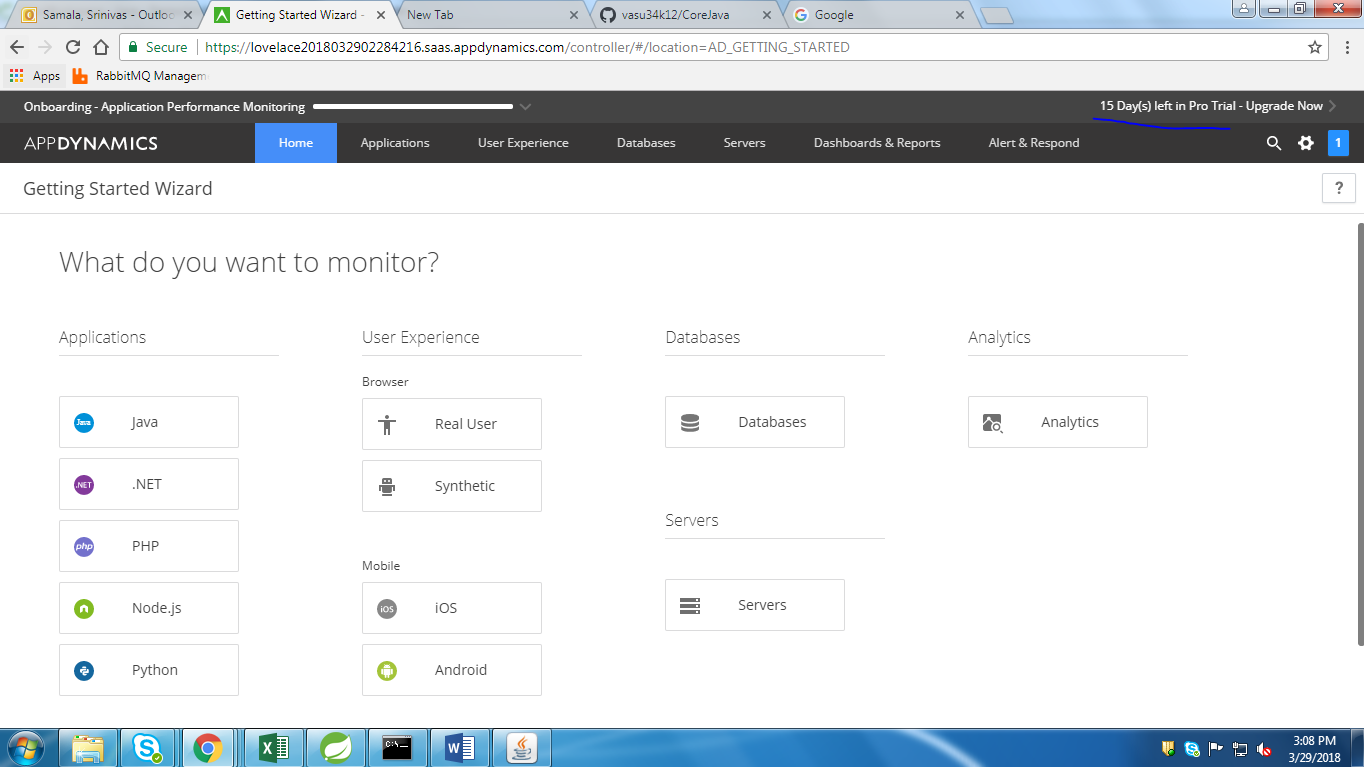 Samala, Srinivas - Outloo
Getting Started Wizard -
New Tab
vasu34k12/CoreJava
Google
Secure
https://lovelace2018032902284216.saas.appdynamics.com/controller/#/location=AD_GETTING_STARTED
Apps
RabbitMQ Managem
Onboarding - Application Performance Monitoring
15 Day(s) left in Pro Trial - Upgrade Now
APPDYNAMICS
Home
Applications
User Experience
Databases
Servers
Dashboards & Reports
Alert & Respond
1
Getting Started Wizard
?
What do you want to monitor?
Applications
Java
Java
.NET
.NET
php
PHP
Node.js
Python
User Experience
Browser
Real User
Synthetic
Mobile
iOS
iOS
Android
Databases
Databases
Servers
Servers
Analytics
Analytics
C:\
3:08 PM
3/29/2018